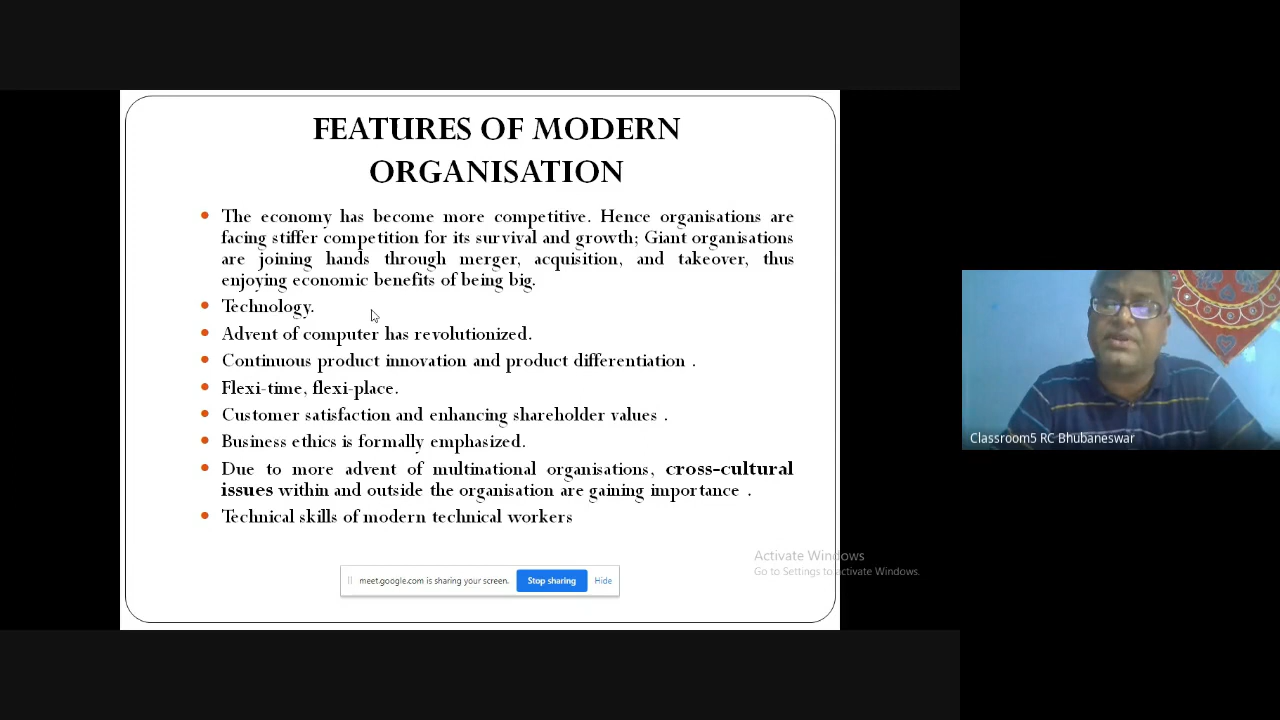 FEATURES OF MODERN
ORGANISATION
The economy has become more competitive. Hence organisations are
facing stiffer competition for its survival and growth; Giant organisations
are joining hands through merger, acquisition, and takeover, thus
enjoying economic benefits of being big.
Technology.
Advent of computer has revolutionized.
Continuous product innovation and product differentiation .
Flexi-time, flexi-place.
Customer satisfaction and enhancing shareholder values .
Business ethics is formally emphasized.
Due to more advent of multinational organisations, cross-cultural
issues within and outside the organisation are gaining importance .
Technical skills of modern technical workers
meet.google.com is sharing your screen.
Stop sharing
Hide
Activate Windows
Go to Settings to activate Windows.
Classroom5 RC Bhubaneswar